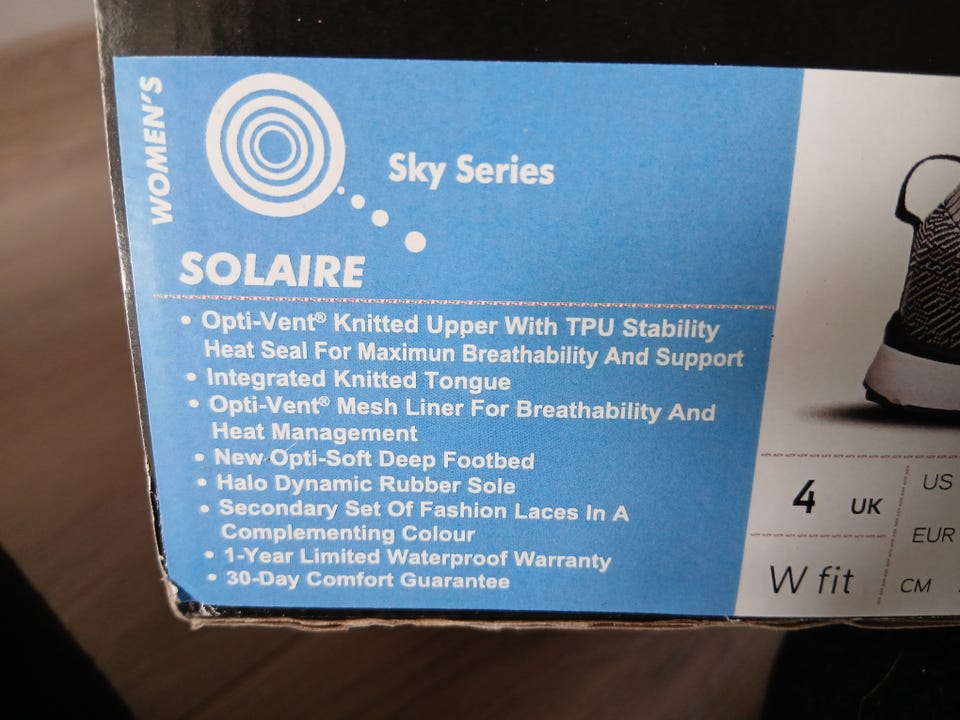 WOMEN'S
Sky Series
SOLAIRE
• Opti-Vent® Knitted Upper With TPU Stability
Heat Seal For Maximun Breathability And Support
• Integrated Knitted Tongue
• Opti-Vent® Mesh Liner For Breathability And
Heat Management
• New Opti-Soft Deep Footbed
• Halo Dynamic Rubber Sole
• Secondary Set Of Fashion Laces In A
Complementing Colour
• 1-Year Limited Waterproof Warranty
• 30-Day Comfort Guarantee
4 UK
W fit
US
EUR
CM